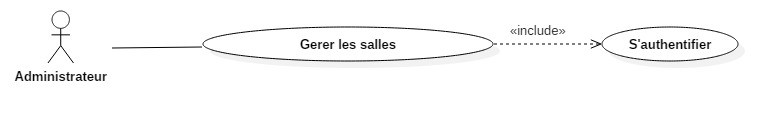 «include»
Gerer les salles
S'authentifier
Administrateur